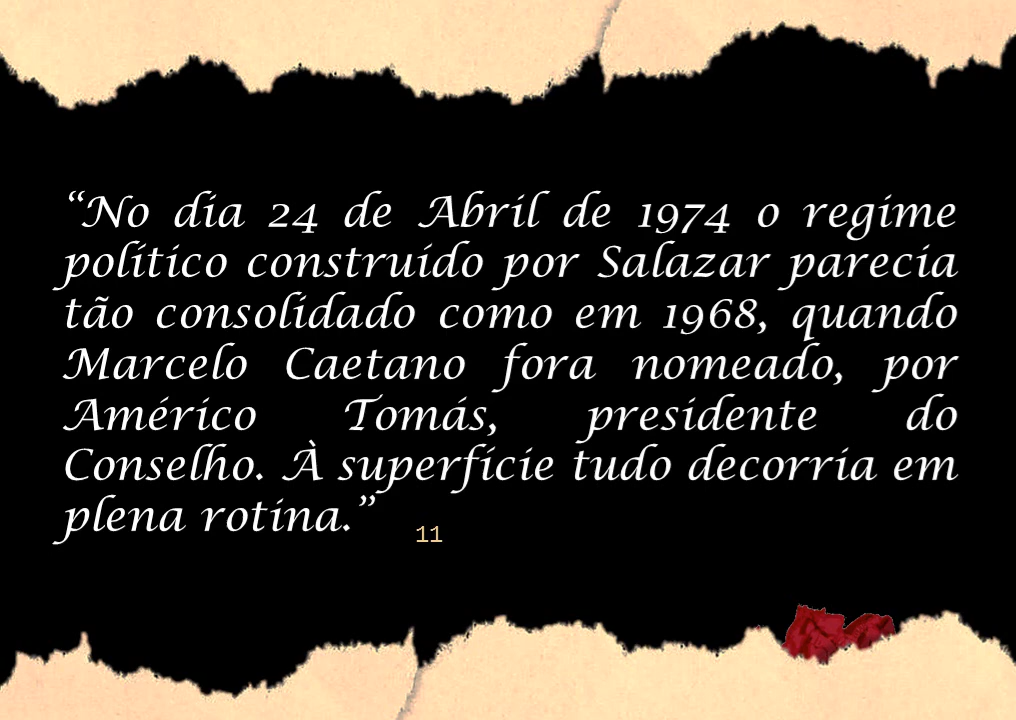 “No dia 24 de Abril de 1974 o regime
político construído por Salazar parecia
tão consolidado como em 1968, quando
Marcelo Caetano fora nomeado, por
Américo Tomás, presidente do
Conselho. À superfície tudo decorria em
plena rotina.”
11